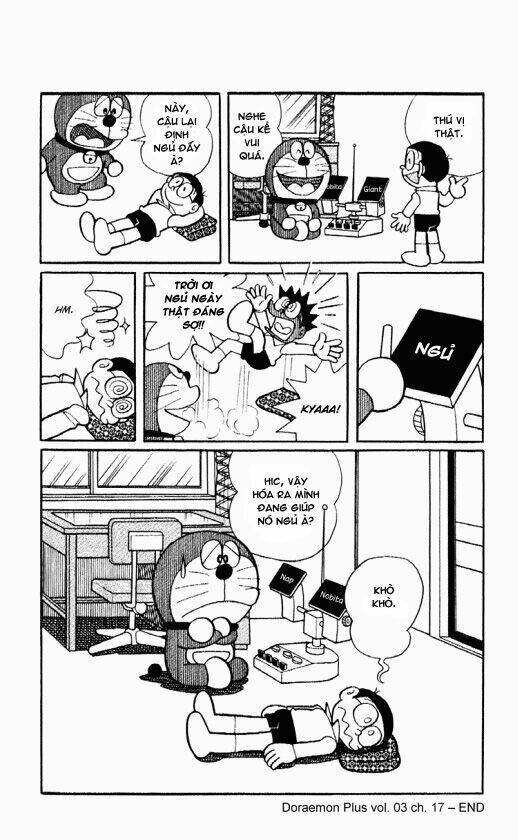 NÀY,
CẬU LẠI
ĐỊNH
NGỦ ĐẤY
À?
NGHE
CẬU KỂ
VUI
QUÁ.
THÚ VỊ
THẬT.
Nobita
Giant
HM.
TRỜI ƠI
NGỦ NGÀY
THẬT ĐÁNG
SỢ!!
KYAAA!
NGỦ
HIC, VẬY
HÓA RA MÌNH
ĐANG GIÚP
NÓ NGỦ À?
Nap
Nobita
KHÒ
KHÒ.
Doraemon Plus vol. 03 ch. 17 – END